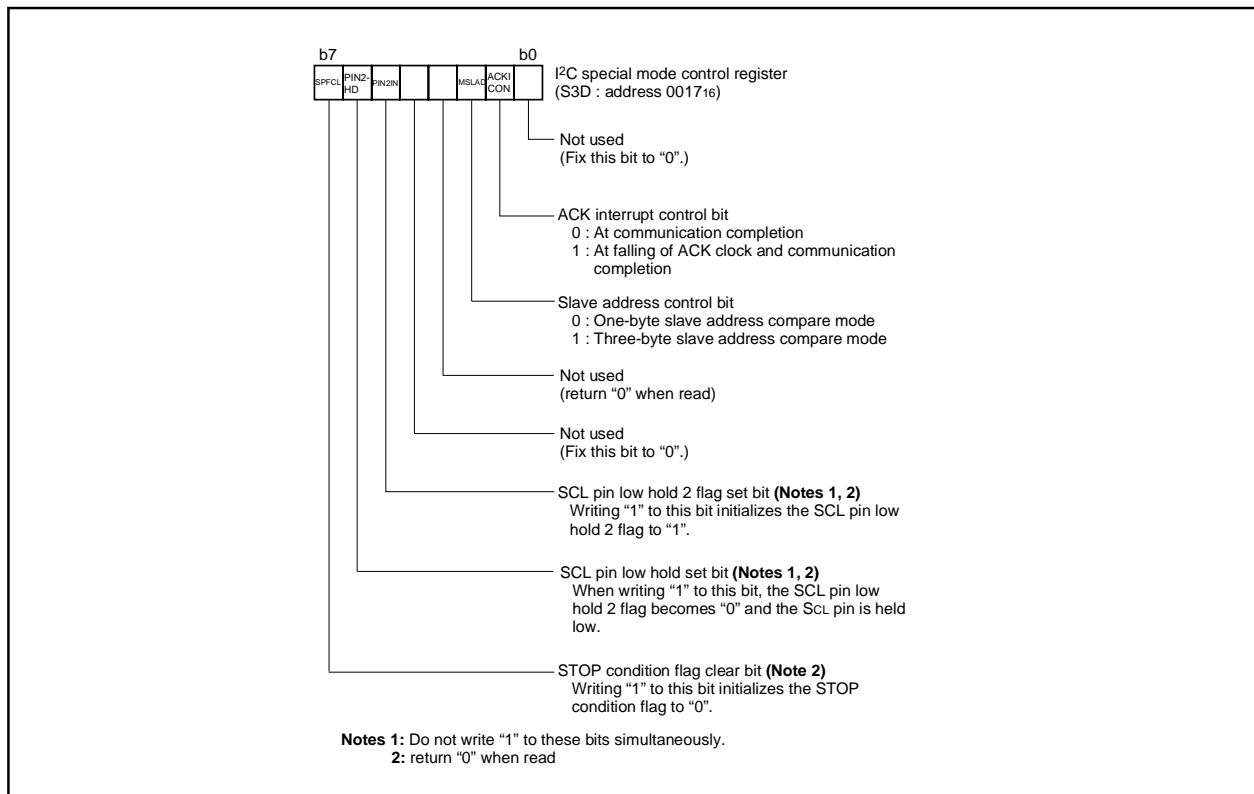 b7 b0
SPFCL PIN2-HD PIN2IN MSLAD ACKI CON
I²C special mode control register
(S3D : address 0017₁₆)
Not used
(Fix this bit to “0”.)
ACK interrupt control bit
0 : At communication completion
1 : At falling of ACK clock and communication
completion
Slave address control bit
0 : One-byte slave address compare mode
1 : Three-byte slave address compare mode
Not used
(return “0” when read)
Not used
(Fix this bit to “0”.)
SCL pin low hold 2 flag set bit (Notes 1, 2)
Writing “1” to this bit initializes the SCL pin low
hold 2 flag to “1”.
SCL pin low hold set bit (Notes 1, 2)
When writing “1” to this bit, the SCL pin low
hold 2 flag becomes “0” and the SCL pin is held
low.
STOP condition flag clear bit (Note 2)
Writing “1” to this bit initializes the STOP
condition flag to “0”.
Notes 1: Do not write “1” to these bits simultaneously.
2: return “0” when read